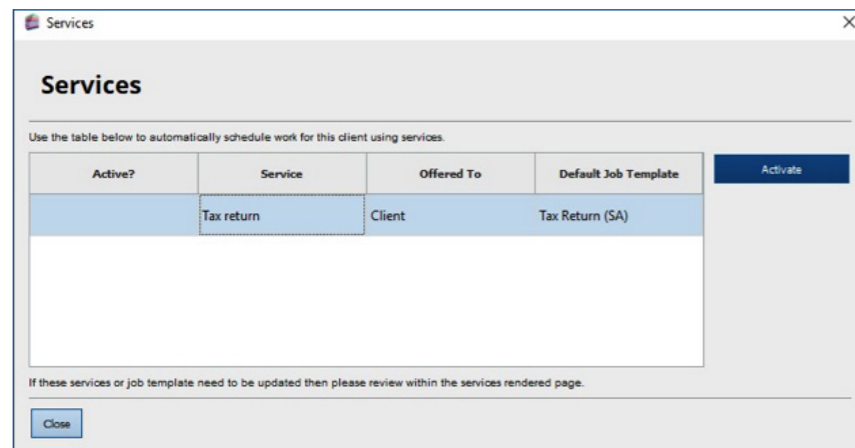 Services
Services
Use the table below to automatically schedule work for this client using services.
Active? Service Offered To Default Job Template
Activate
Tax return Client Tax Return (SA)
If these services or job template need to be updated then please review within the services rendered page.
Close